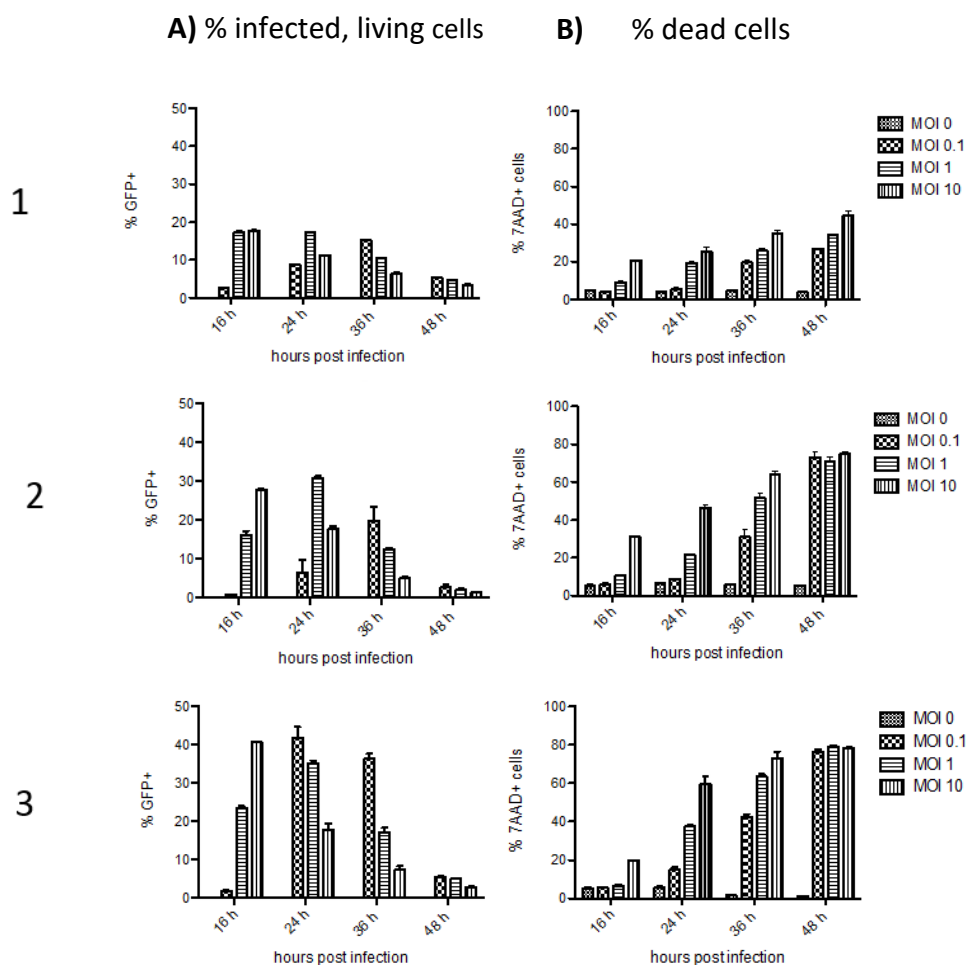 A) % infected, living cells
B) % dead cells
1
% GFP+
50
40
30
20
10
0
16 h
24 h
36 h
48 h
hours post infection
% 7AAD+ cells
100
80
60
40
20
0
16 h
24 h
36 h
48 h
hours post infection
MOI 0
MOI 0.1
MOI 1
MOI 10
2
% GFP+
50
40
30
20
10
0
16 h
24 h
36 h
48 h
hours post infection
% 7AAD+ cells
100
80
60
40
20
0
16 h
24 h
36 h
48 h
hours post infection
MOI 0
MOI 0.1
MOI 1
MOI 10
3
% GFP+
50
40
30
20
10
0
16 h
24 h
36 h
48 h
hours post infection
% 7AAD+ cells
100
80
60
40
20
0
16 h
24 h
36 h
48 h
hours post infection
MOI 0
MOI 0.1
MOI 1
MOI 10